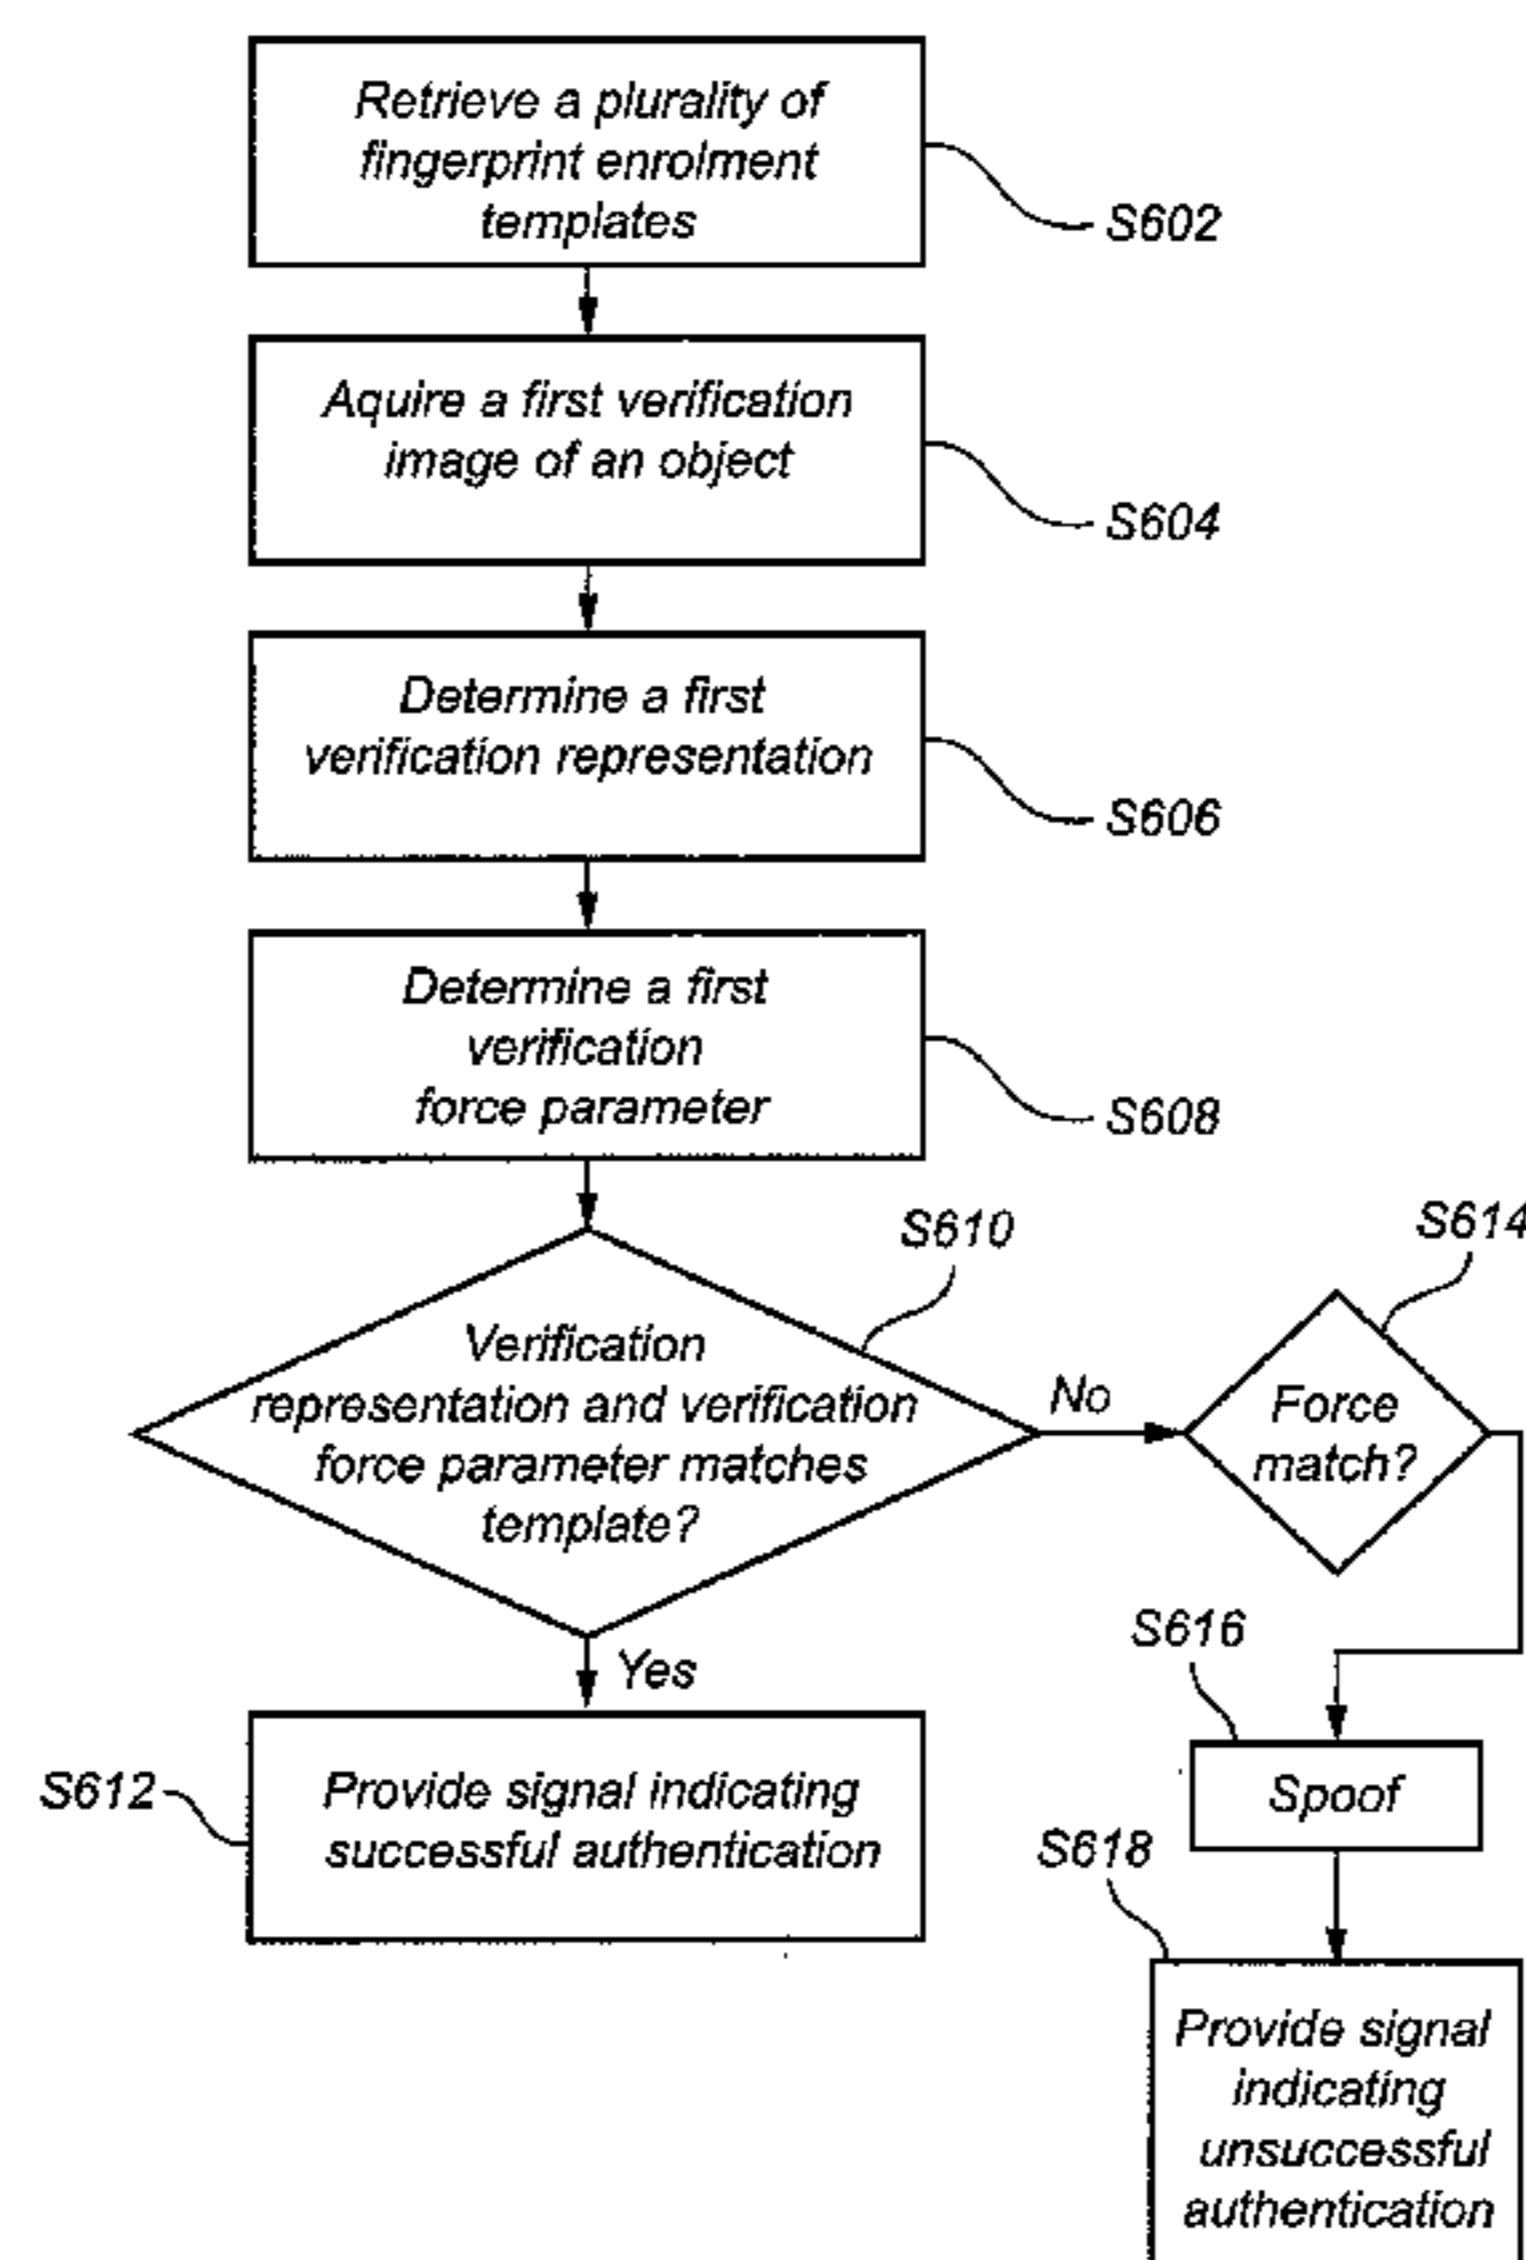 Retrieve a plurality of
fingerprint enrolment
templates
S602
Aquire a first verification
image of an object
S604
Determine a first
verification representation
S606
Determine a first
verification
force parameter
S608
S610
S614
Verification
representation and verification
force parameter matches
template?
No
Force
match?
Yes
S616
Spoof
S612
Provide signal indicating
successful authentication
S618
Provide signal
indicating
unsuccessful
authentication